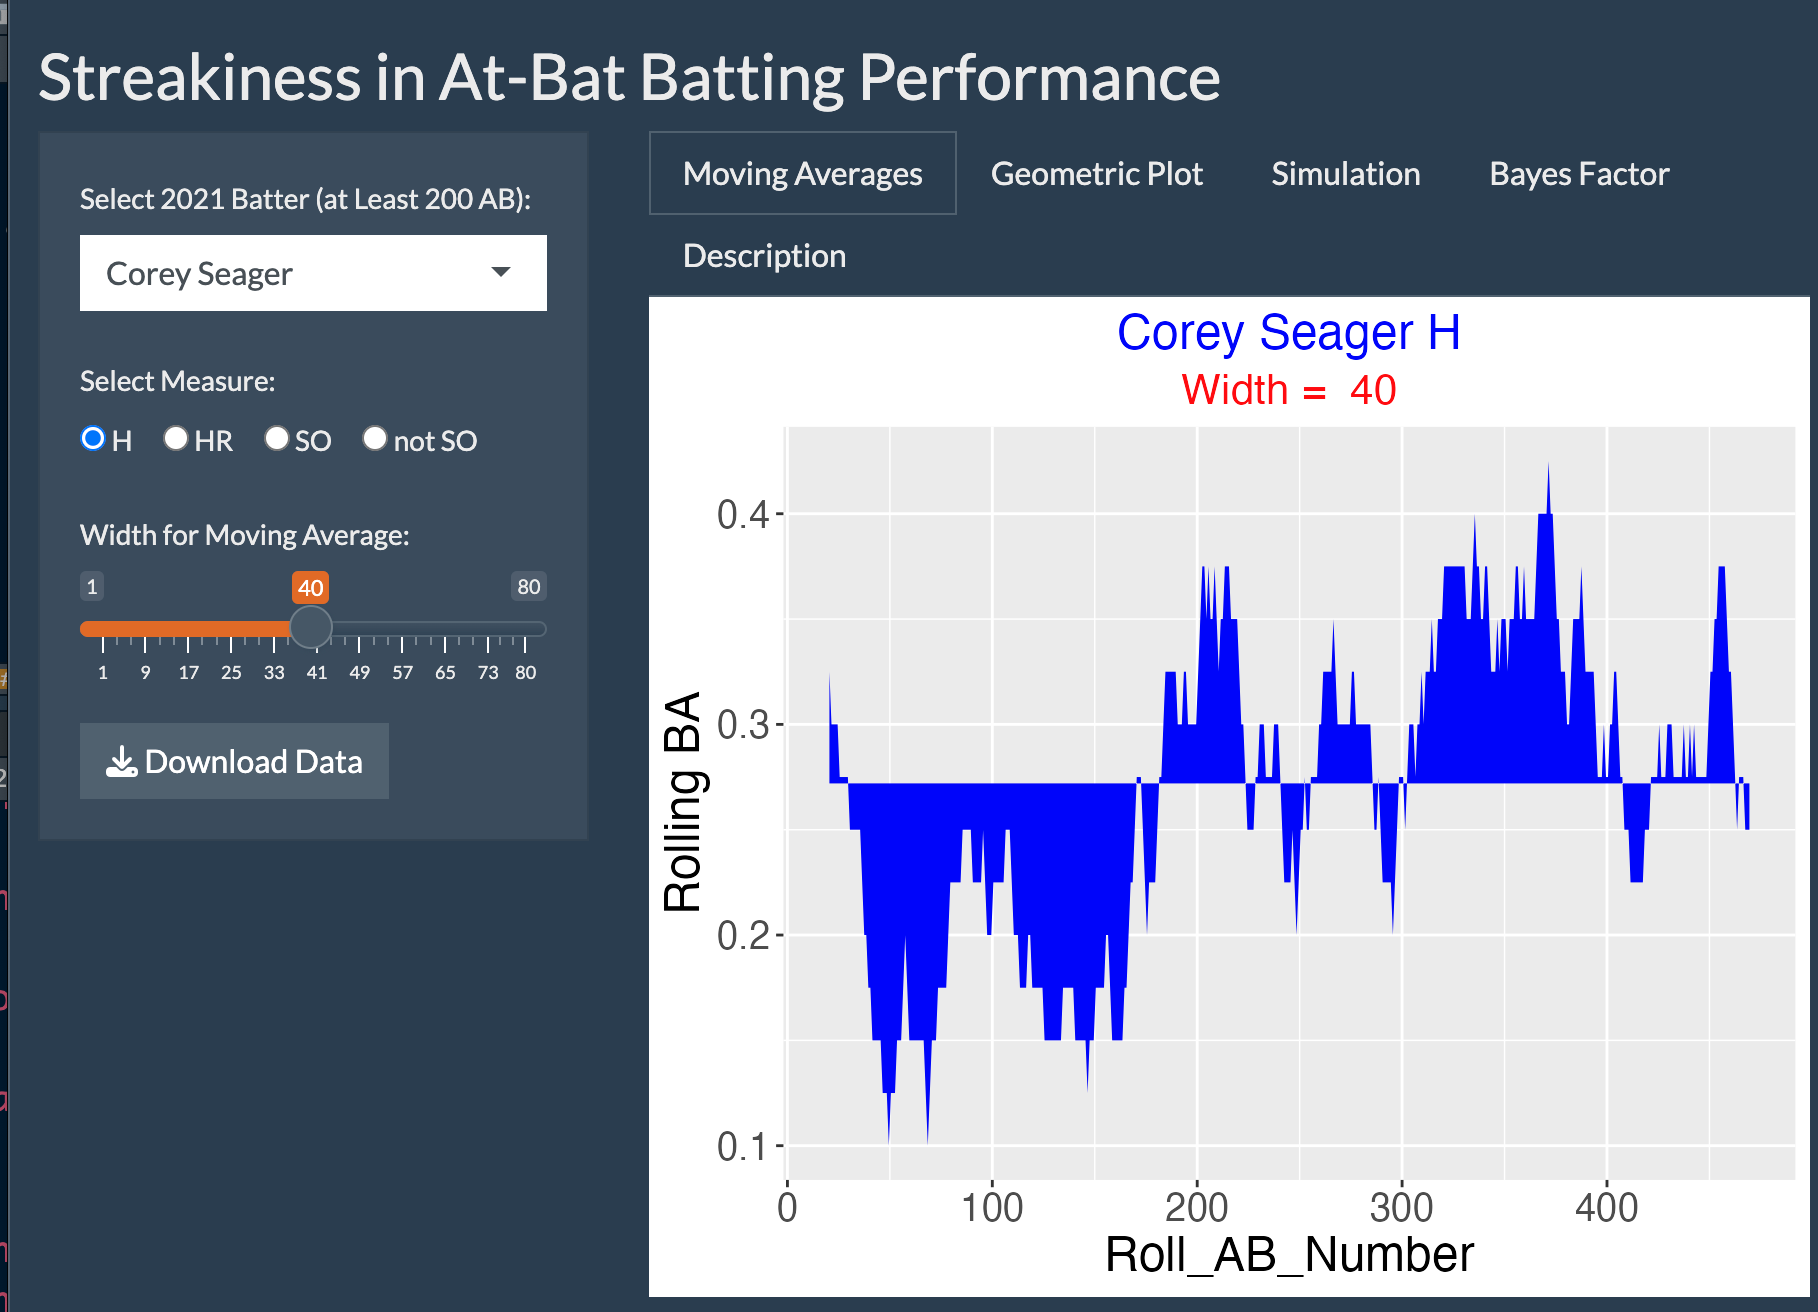 Streakiness in At-Bat Batting Performance
Select 2021 Batter (at Least 200 AB):
Corey Seager
Select Measure:
H HR SO not SO
Width for Moving Average:
1 40 80
1 9 17 25 33 41 49 57 65 73 80
Download Data
Moving Averages Geometric Plot Simulation Bayes Factor
Description
Corey Seager H
Width = 40
Rolling BA
0.4
0.3
0.2
0.1
0 100 200 300 400
Roll_AB_Number